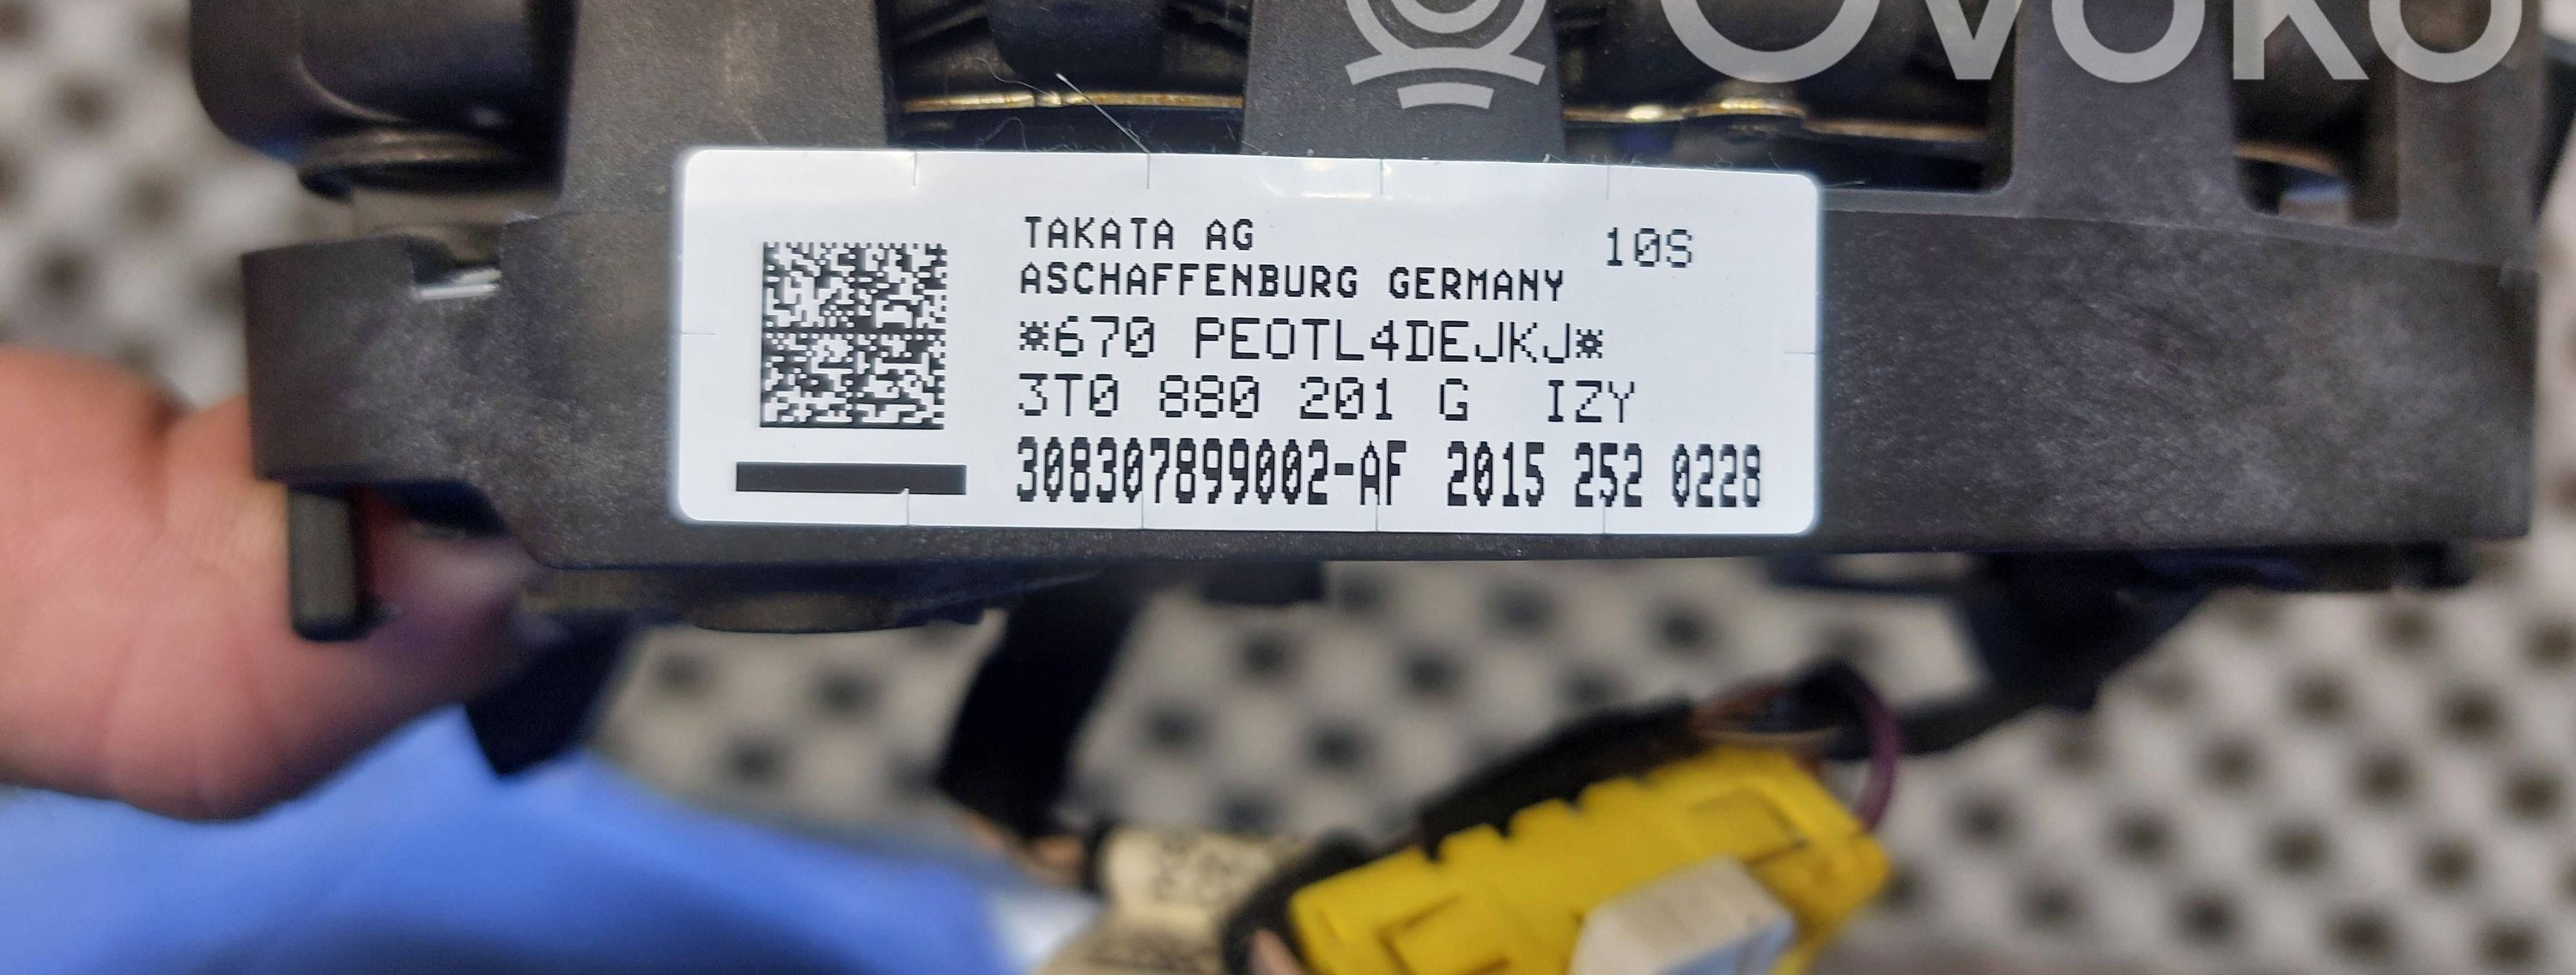 OVOKO
TAKATA AG
10S
ASCHAFFENBURG GERMANY
*670 PEOTL4DEJKJ*
3T0 880 201 G IZY
308307899002-AF 2015 252 0228